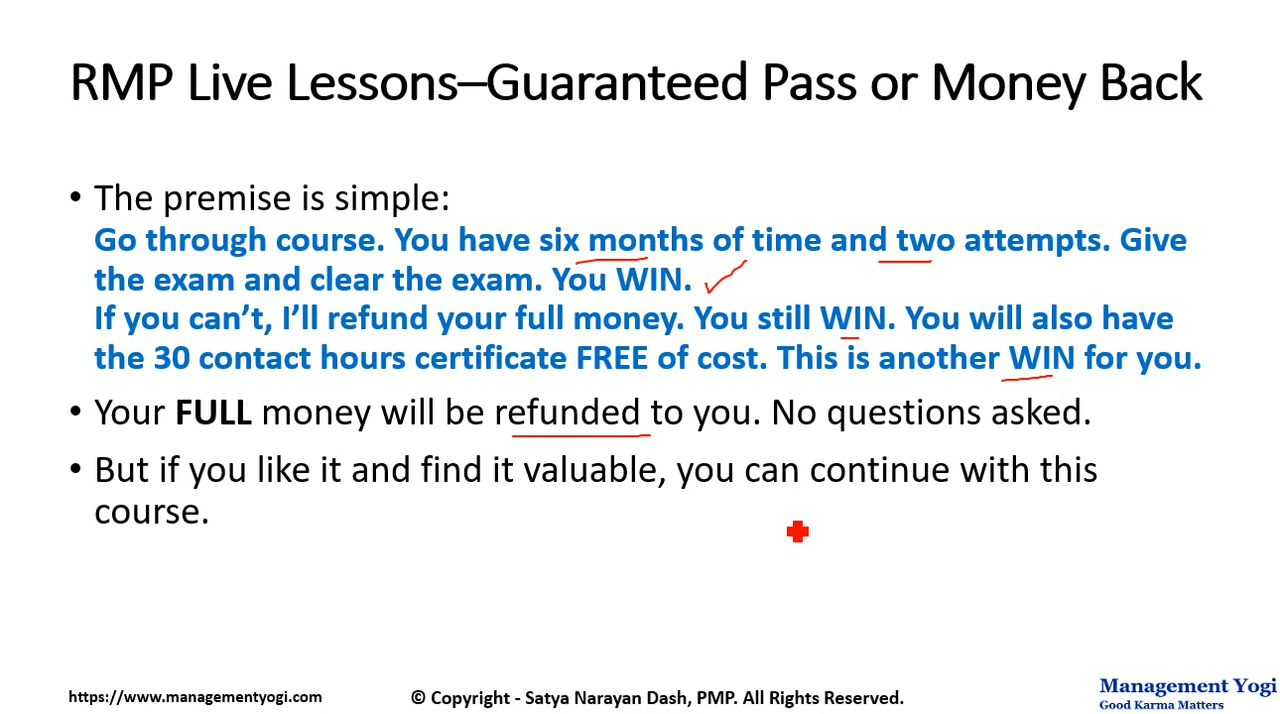 RMP Live Lessons–Guaranteed Pass or Money Back
• The premise is simple:
Go through course. You have six months of time and two attempts. Give
the exam and clear the exam. You WIN.
If you can’t, I’ll refund your full money. You still WIN. You will also have
the 30 contact hours certificate FREE of cost. This is another WIN for you.
• Your FULL money will be refunded to you. No questions asked.
• But if you like it and find it valuable, you can continue with this
course.
https://www.managementyogi.com
© Copyright - Satya Narayan Dash, PMP. All Rights Reserved.
Management Yogi
Good Karma Matters